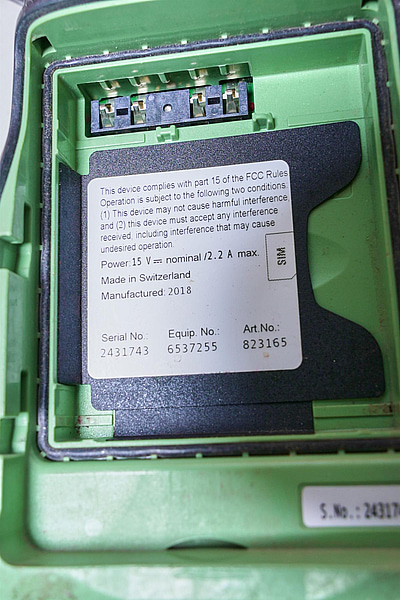 This device complies with part 15 of the FCC Rules
Operation is subject to the following two conditions
(1) This device may not cause harmful interference,
and (2) this device must accept any interference
received, including interference that may cause
undesired operation.
Power: 15 V⎓ nominal /2.2 A max.
SIM
Made in Switzerland
Manufactured: 2018
Serial No.: Equip. No.: Art.No.:
2431743 6537255 823165
S.No.: 24317